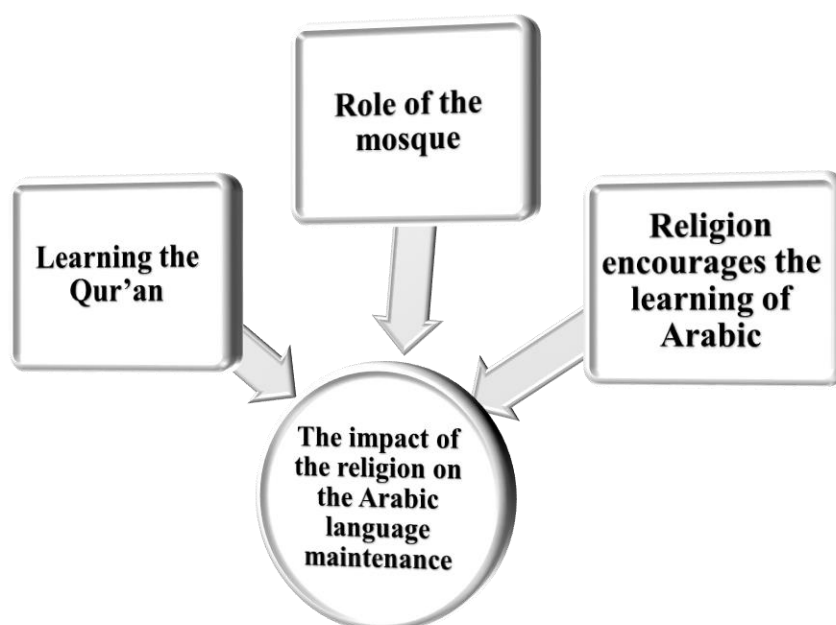 Role of the
mosque
Learning the
Qur’an
Religion
encourages the
learning of
Arabic
The impact of
the religion on
the Arabic
language
maintenance